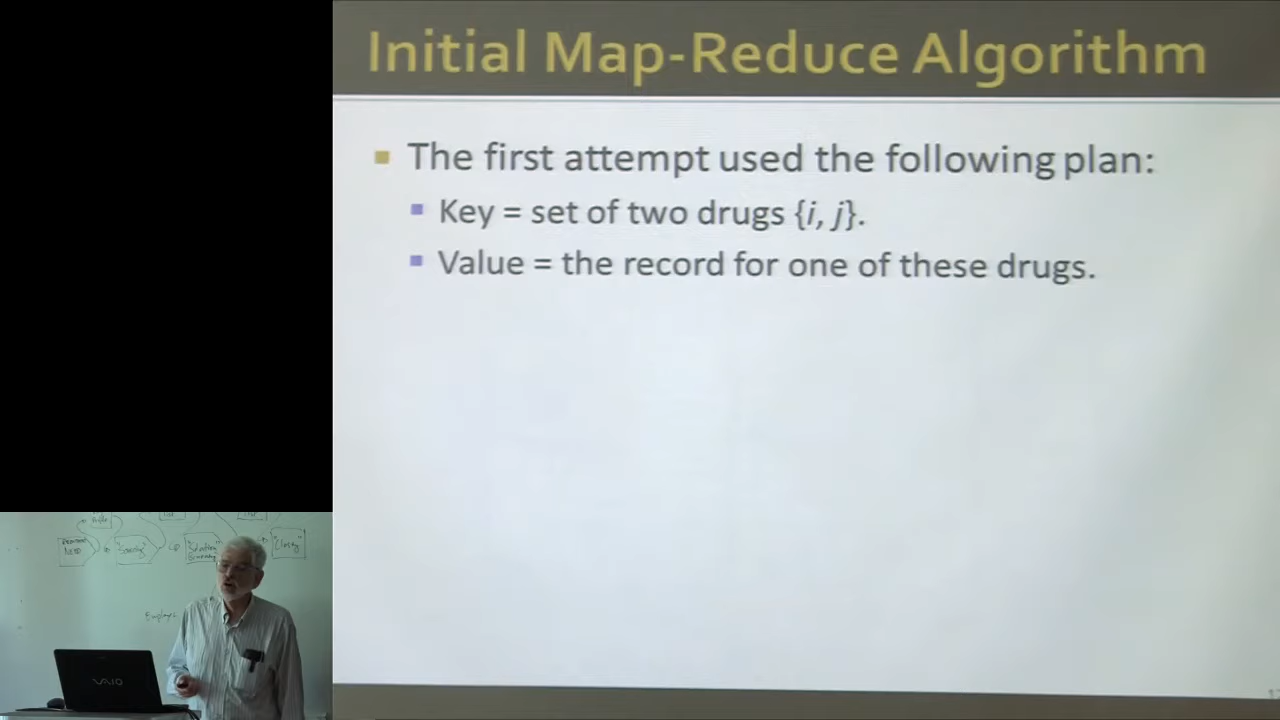 Initial Map-Reduce Algorithm
The first attempt used the following plan:
Key = set of two drugs {i, j}.
Value = the record for one of these drugs.
VAIO